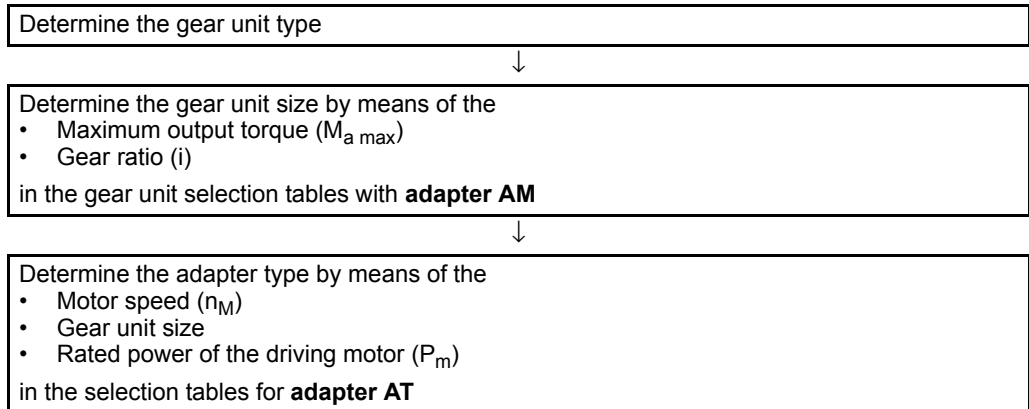 Determine the gear unit type
↓
Determine the gear unit size by means of the
• Maximum output torque (Ma max)
• Gear ratio (i)
in the gear unit selection tables with adapter AM
↓
Determine the adapter type by means of the
• Motor speed (nM)
• Gear unit size
• Rated power of the driving motor (Pm)
in the selection tables for adapter AT